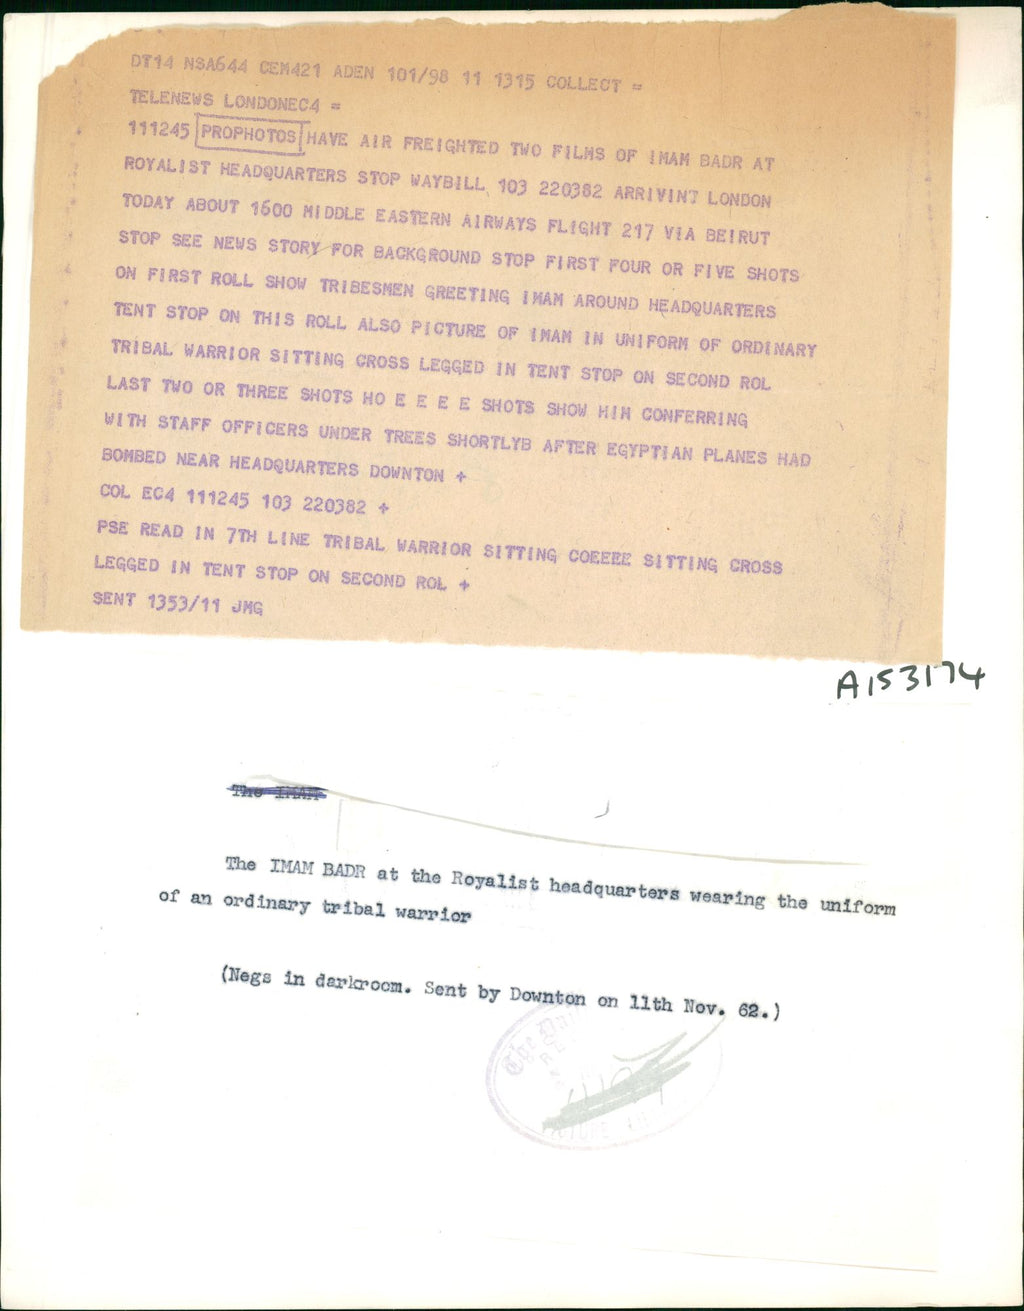 DT14 NSA644 CEM421 ADEN 101/98 11 1315 COLLECT =
TELENEWS LONDONEC4 =
111245 PROPHOTOS HAVE AIR FREIGHTED TWO FILMS OF IMAM BADR AT
ROYALIST HEADQUARTERS STOP WAYBILL 103 220382 ARRIVIN? LONDON
TODAY ABOUT 1600 MIDDLE EASTERN AIRWAYS FLIGHT 217 VIA BEIRUT
STOP SEE NEWS STORY FOR BACKGROUND STOP FIRST FOUR OR FIVE SHOTS
ON FIRST ROLL SHOW TRIBESMEN GREETING IMAM AROUND HEADQUARTERS
TENT STOP ON THIS ROLL ALSO PICTURE OF IMAM IN UNIFORM OF ORDINARY
TRIBAL WARRIOR SITTING CROSS LEGGED IN TENT STOP ON SECOND ROL
LAST TWO OR THREE SHOTS HO E E E E SHOTS SHOW HIM CONFERRING
WITH STAFF OFFICERS UNDER TREES SHORTLYB AFTER EGYPTIAN PLANES HAD
BOMBED NEAR HEADQUARTERS DOWNTON +
COL EC4 111245 103 220382 +
PSE READ IN 7TH LINE TRIBAL WARRIOR SITTING COEEEE SITTING CROSS
LEGGED IN TENT STOP ON SECOND ROL +
SENT 1353/11 JMG
A153174
The IMAM
The IMAM BADR at the Royalist headquarters wearing the uniform
of an ordinary tribal warrior
(Negs in darkroom. Sent by Downton on 11th Nov. 62.)
The